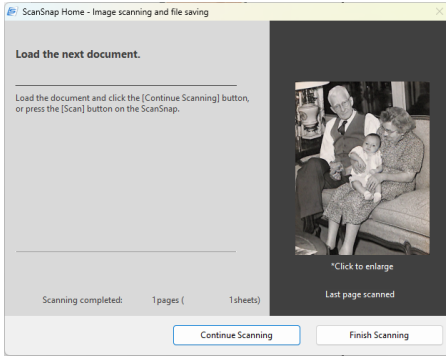 ScanSnap Home - Image scanning and file saving
Load the next document.
Load the document and click the [Continue Scanning] button,
or press the [Scan] button on the ScanSnap.
*Click to enlarge
Scanning completed: 1pages ( 1sheets)
Last page scanned
Continue Scanning
Finish Scanning